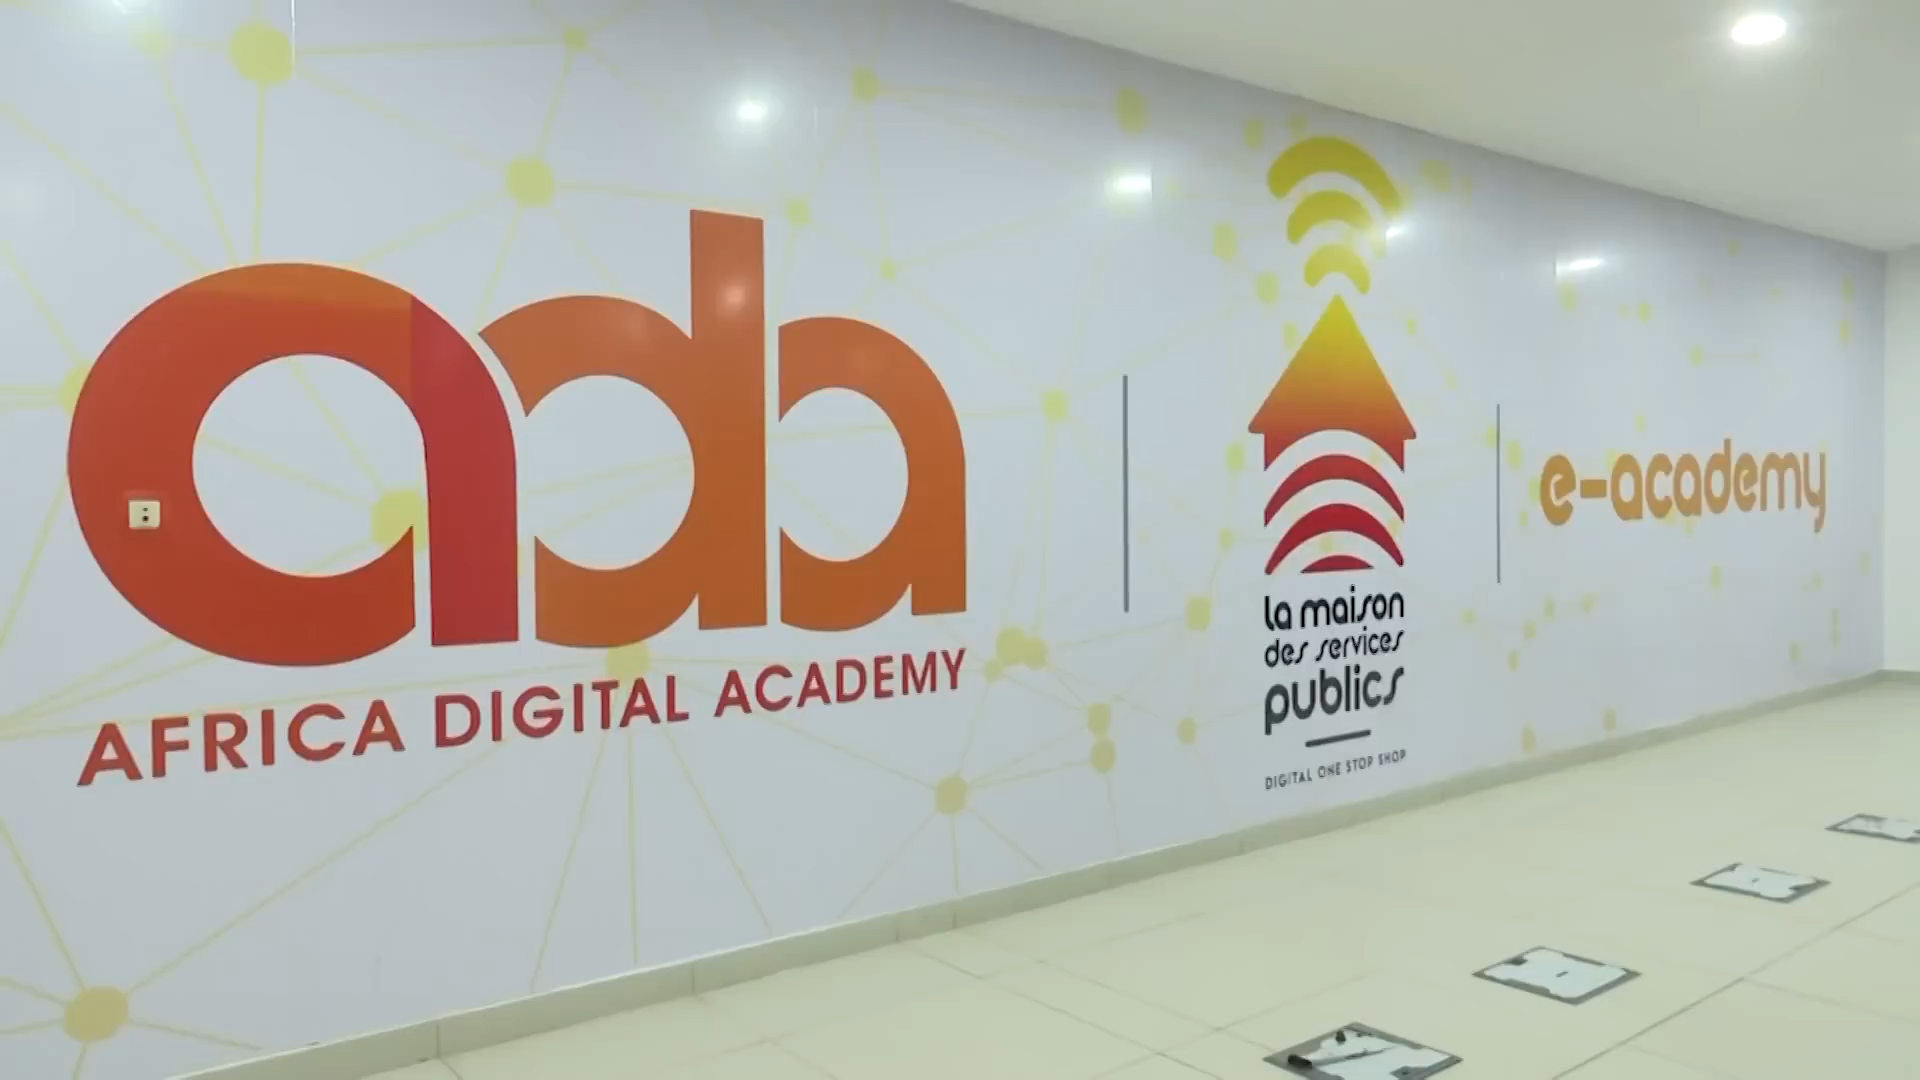 ada
AFRICA DIGITAL ACADEMY
la maison
des services
publics
DIGITAL ONE STOP SHOP
e-academy